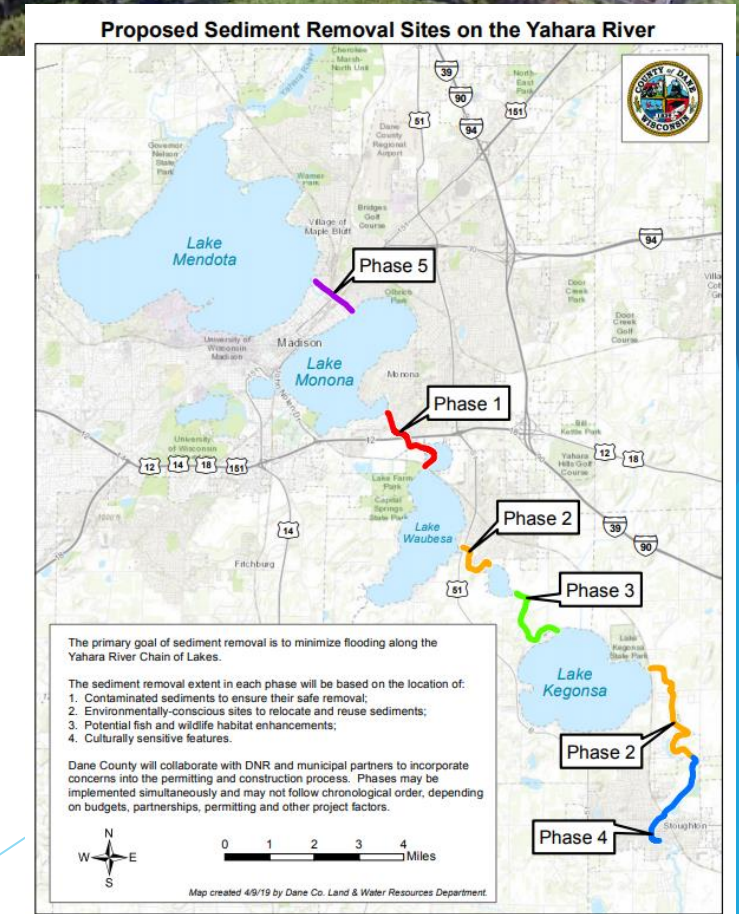 Proposed Sediment Removal Sites on the Yahara River
Cherokee
Marsh-
North Unit
Yahara River
39
90
94
North-
East
Park
151
COUNTY of DANE
WISCONSIN
51
Dane
County
Regional
Airport
Governor
Nelson
State
Park
Warner
Park
Bridges
Golf
Course
Village of
Maple Bluff
Lake
Mendota
94
Phase 5
Olbrich
Park
Door
Creek
Park
Door
Creek
Golf
Course
University of
Wisconsin
Madison
Madison
Lake
Monona
Monona
John Nolen Dr
Phase 1
12
Kettle Park
12 18
Yahara
Hills Golf
Course
University
of Wisconsin
12 14 18 151
Lake Farm
Park
Capital
Springs
State Park
14
Lake
Waubesa
Phase 2
39
90
Fitchburg
51
Phase 3
Lake
Kegonsa
State Park
Lake
Kegonsa
Phase 2
Stoughton
Phase 4
The primary goal of sediment removal is to minimize flooding along the
Yahara River Chain of Lakes.
The sediment removal extent in each phase will be based on the location of:
1. Contaminated sediments to ensure their safe removal;
2. Environmentally-conscious sites to relocate and reuse sediments;
3. Potential fish and wildlife habitat enhancements;
4. Culturally sensitive features.
Dane County will collaborate with DNR and municipal partners to incorporate
concerns into the permitting and construction process. Phases may be
implemented simultaneously and may not follow chronological order, depending
on budgets, partnerships, permitting and other project factors.
N
W E
S
0 1 2 3 4
Miles
Map created 4/9/19 by Dane Co. Land & Water Resources Department.